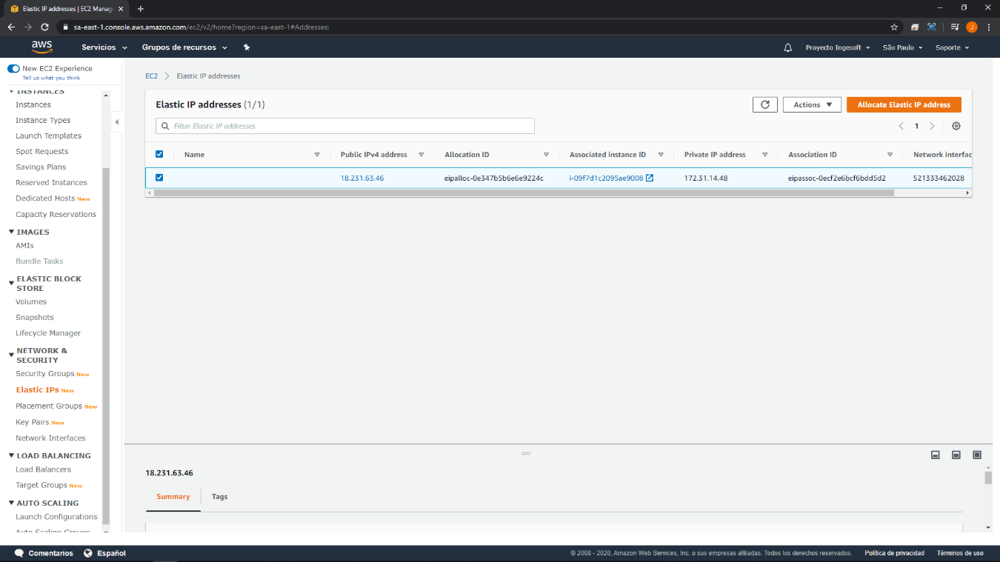 Elastic IP addresses | EC2 Manag
sa-east-1.console.aws.amazon.com/ec2/v2/home?region=sa-east-1#Addresses:
J
aws
Servicios
Grupos de recursos
Proyecto Ingesoft
São Paulo
Soporte
New EC2 Experience
Tell us what you think
INSTANCES
Instances
Instance Types
Launch Templates
Spot Requests
Savings Plans
Reserved Instances
Dedicated Hosts New
Capacity Reservations
IMAGES
AMIs
Bundle Tasks
ELASTIC BLOCK
STORE
Volumes
Snapshots
Lifecycle Manager
NETWORK &
SECURITY
Security Groups New
Elastic IPs New
Placement Groups New
Key Pairs New
Network Interfaces
LOAD BALANCING
Load Balancers
Target Groups New
AUTO SCALING
Launch Configurations
Auto Scaling Groups
EC2 > Elastic IP addresses
Elastic IP addresses (1/1)
Actions
Allocate Elastic IP address
Filter Elastic IP addresses
1
Name Public IPv4 address Allocation ID Associated instance ID Private IP address Association ID Network interfac
18.231.63.46 eipalloc-0e347b5b6e6e9224c i-09f7d1c2095ae9008 172.31.14.48 eipassoc-0ecf2e6bcf6bdd5d2 521333462028
18.231.63.46
Summary
Tags
Comentarios
Español
© 2008 - 2020, Amazon Web Services, Inc. o sus empresas afiliadas. Todos los derechos reservados.
Política de privacidad
Términos de uso